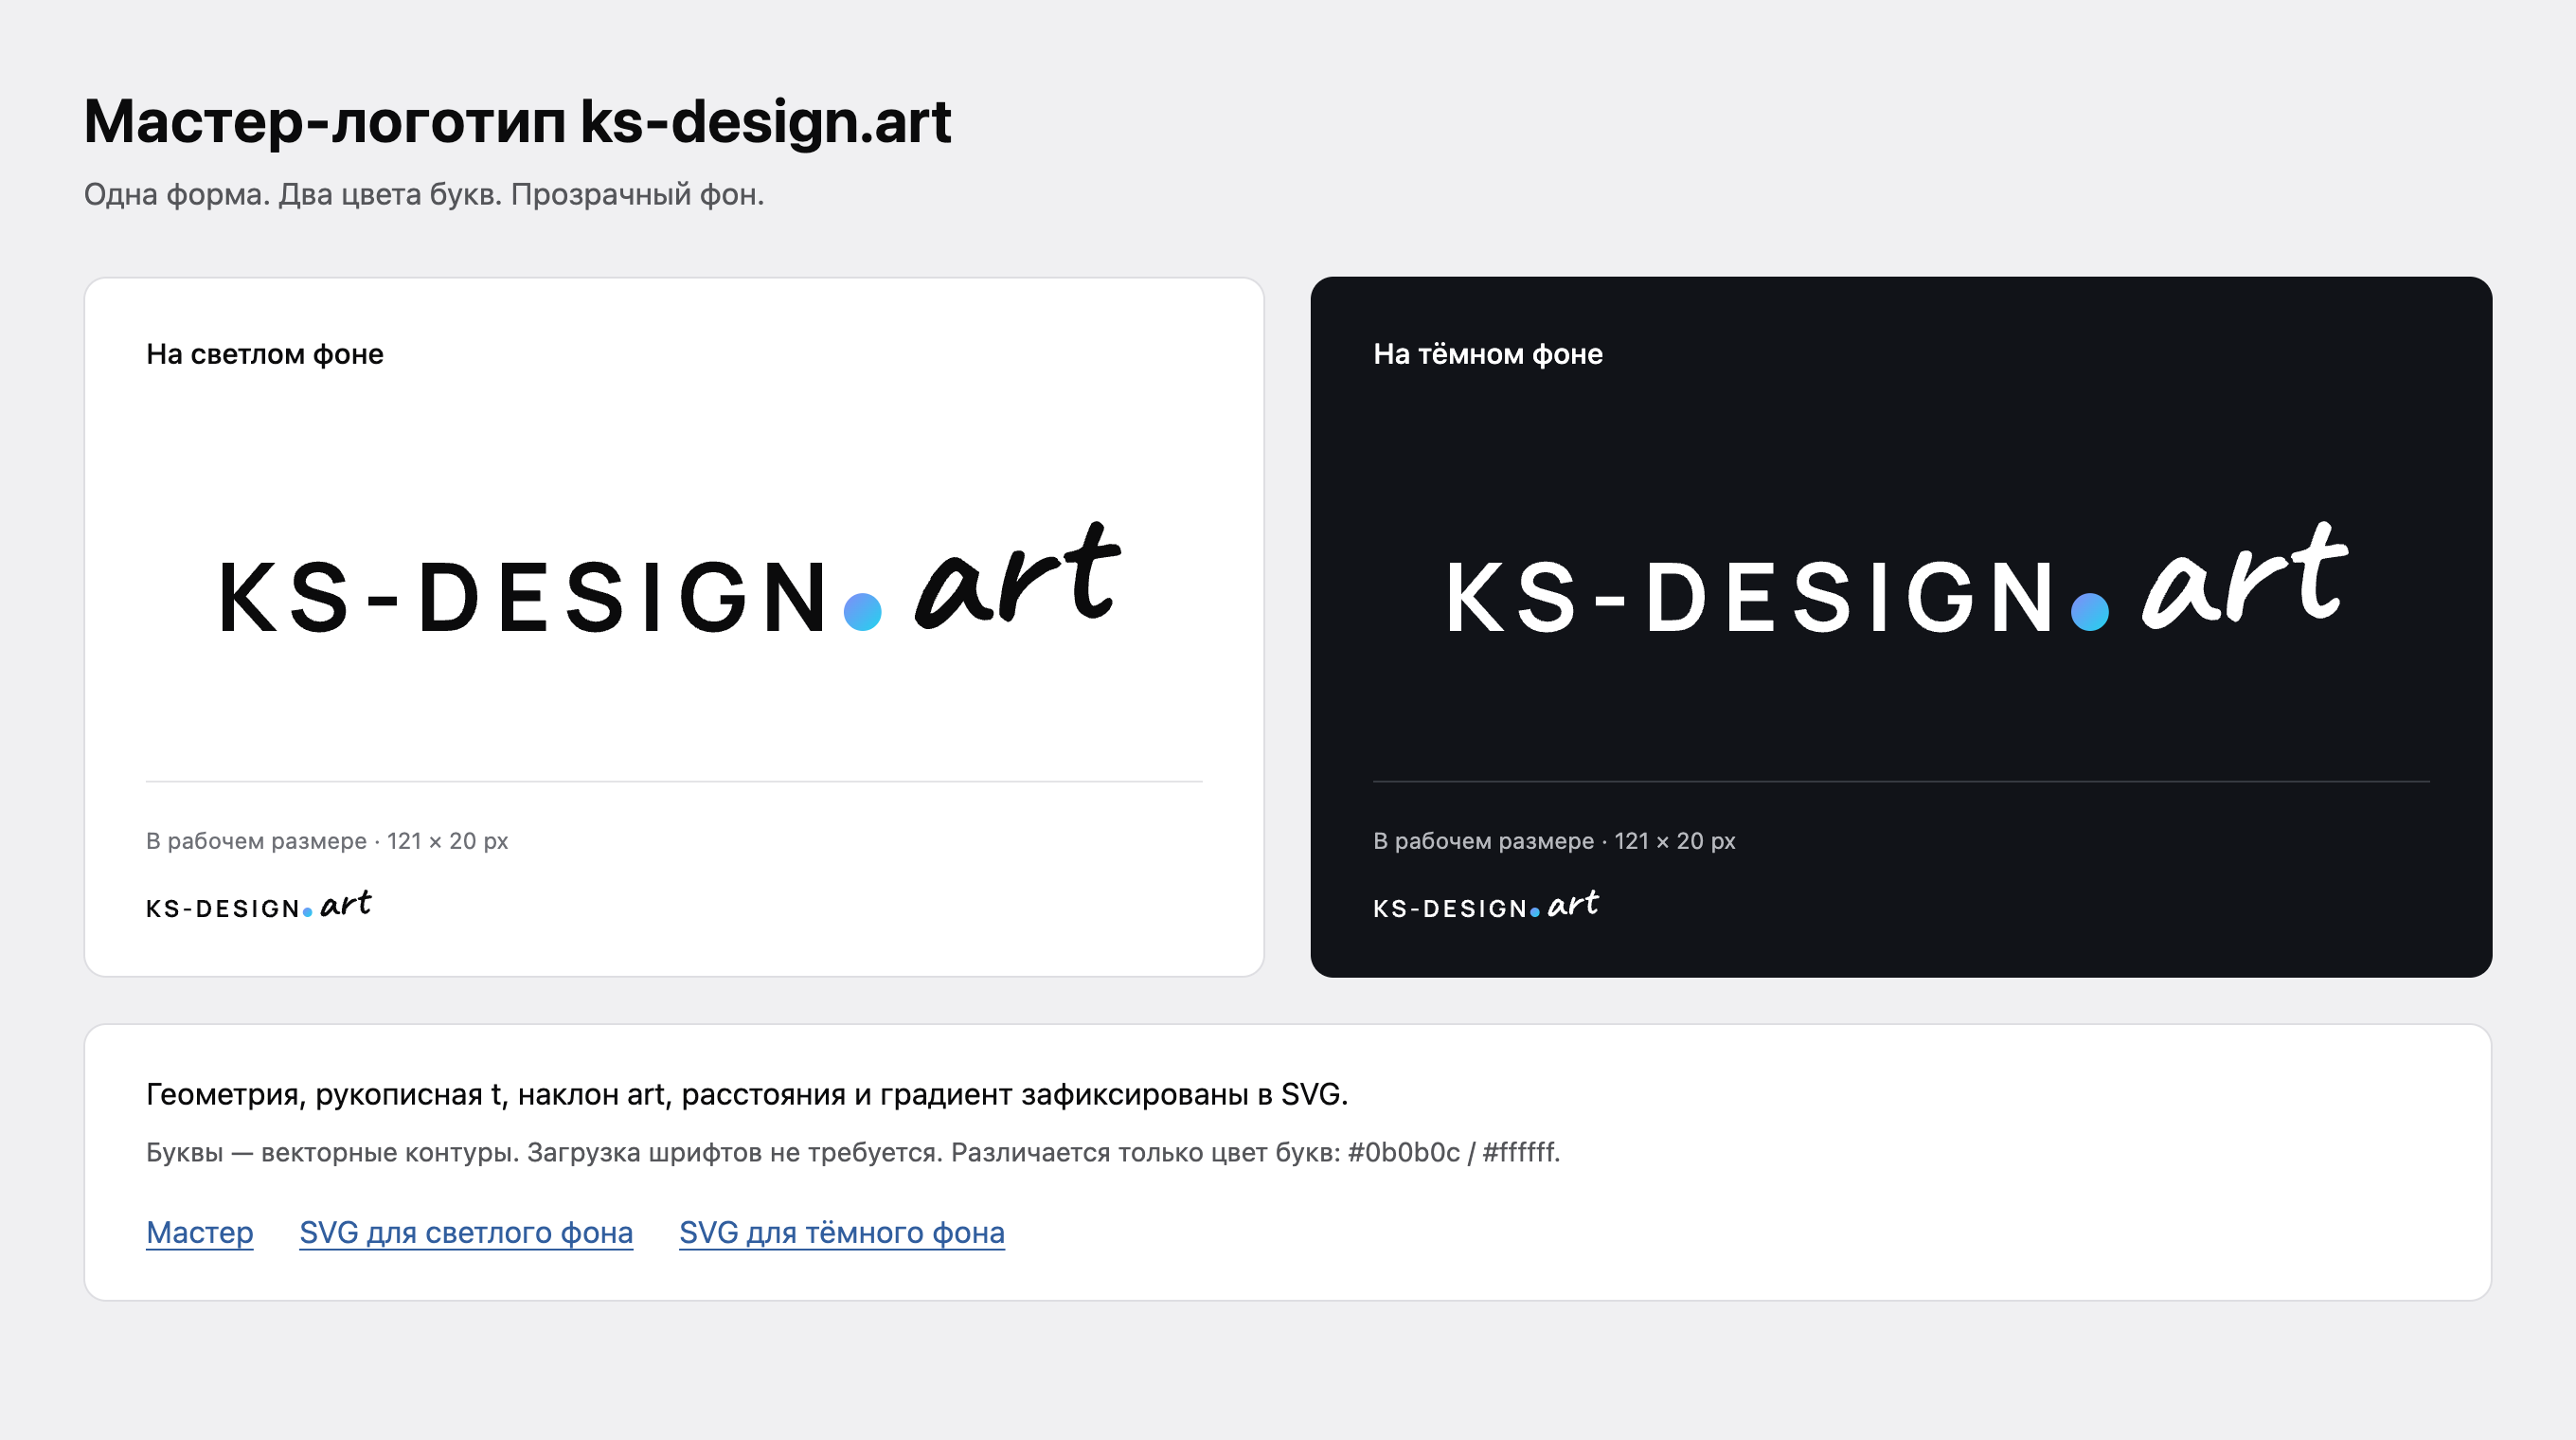 Мастер-логотип ks-design.art
Одна форма. Два цвета букв. Прозрачный фон.
На светлом фоне
KS-DESIGN.art
В рабочем размере · 121 × 20 px
KS-DESIGN.art
На тёмном фоне
KS-DESIGN.art
В рабочем размере · 121 × 20 px
KS-DESIGN.art
Геометрия, рукописная t, наклон art, расстояния и градиент зафиксированы в SVG.
Буквы — векторные контуры. Загрузка шрифтов не требуется. Различается только цвет букв: #0b0b0c / #ffffff.
Мастер SVG для светлого фона SVG для тёмного фона